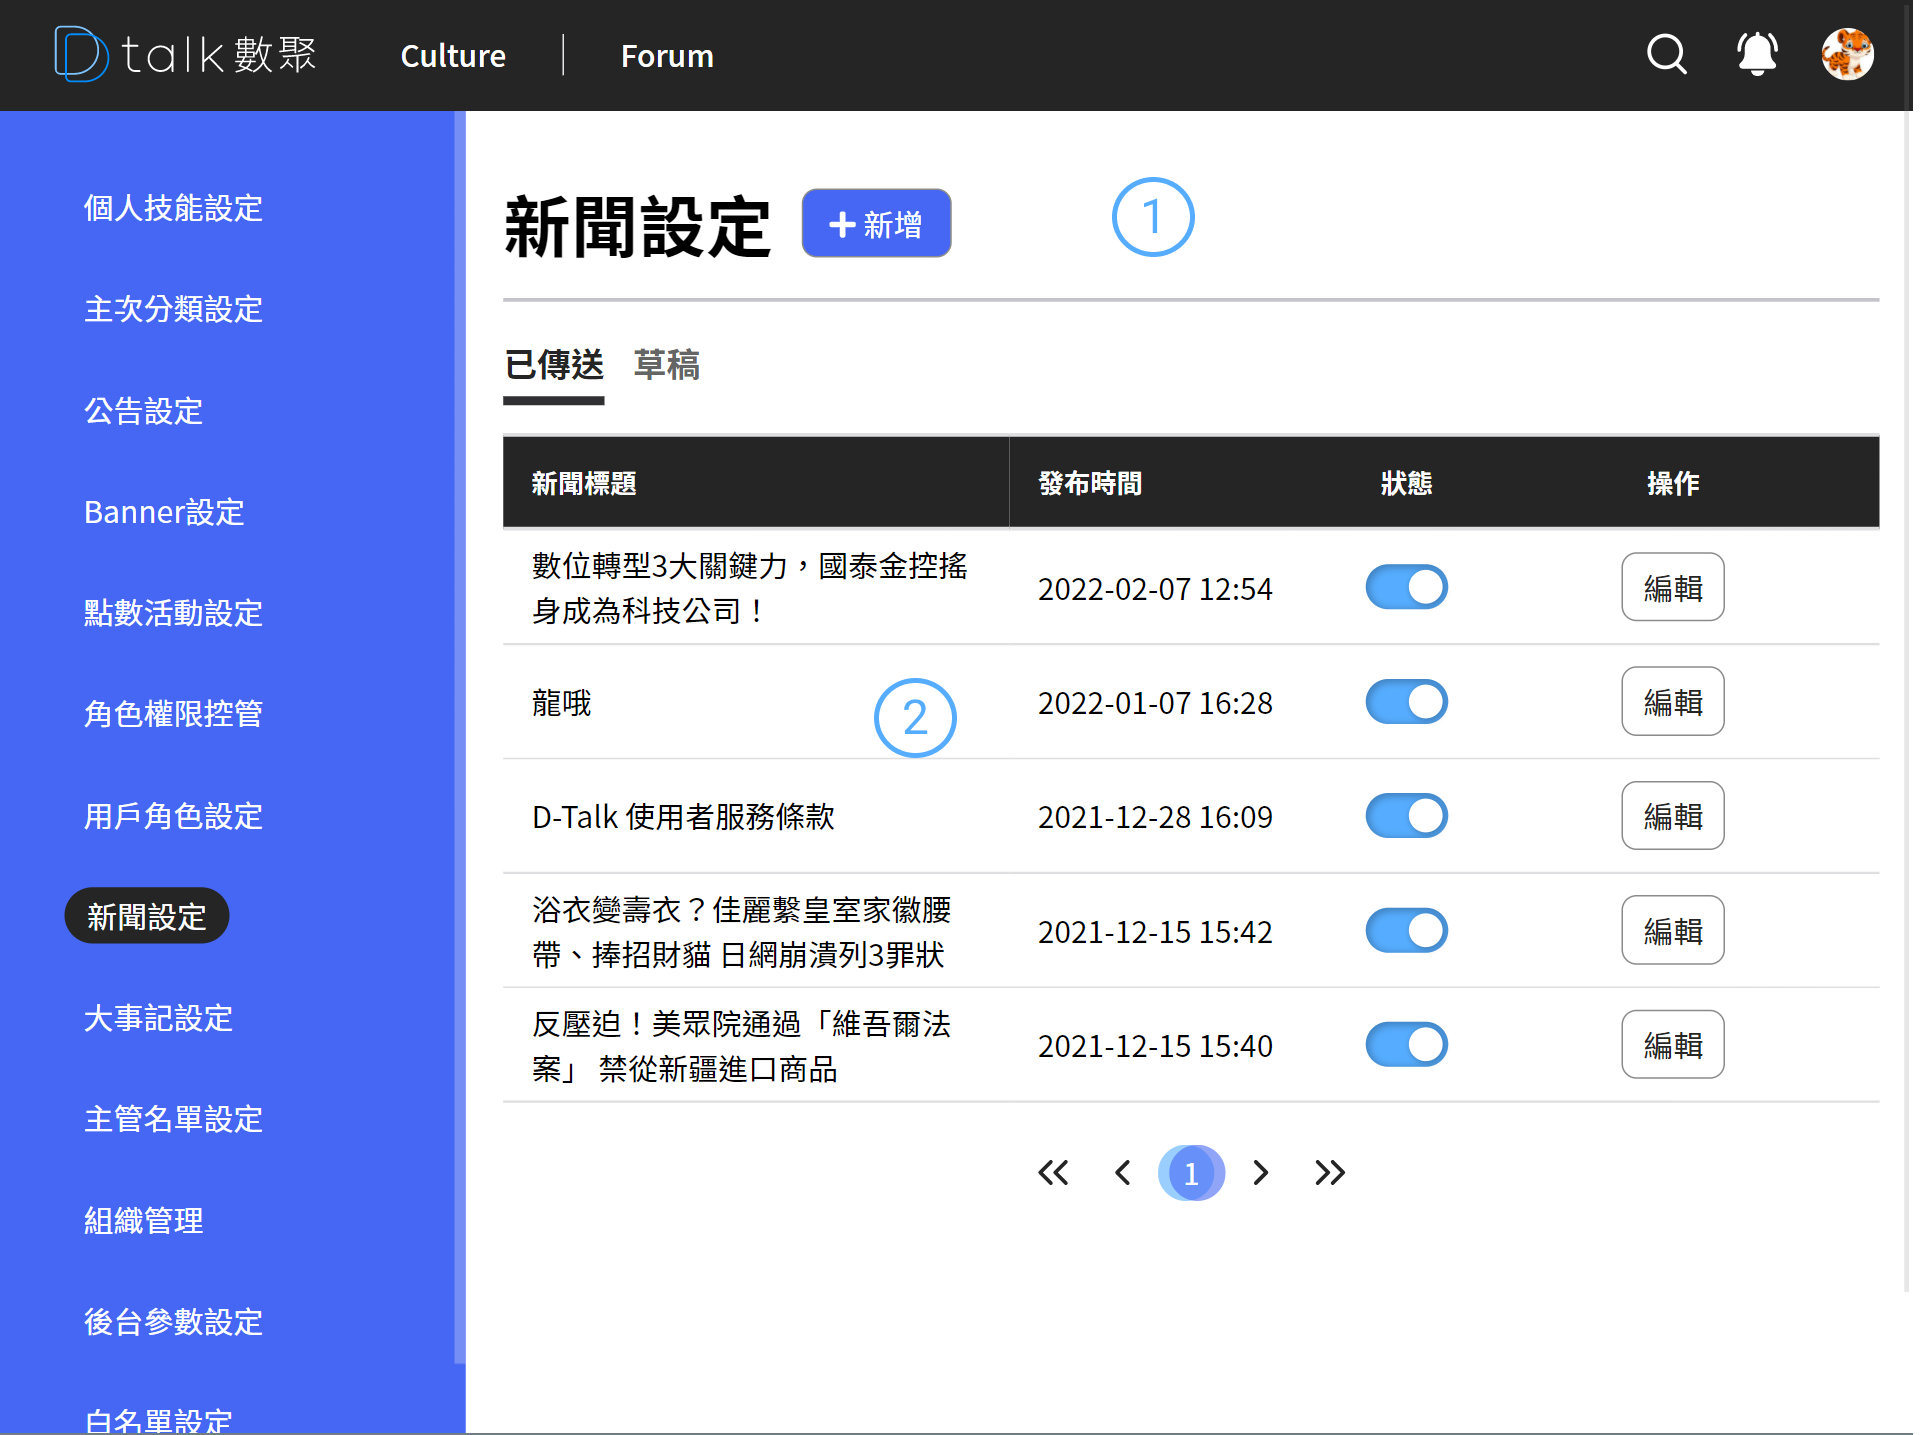 Dtalk數聚
Culture
Forum
個人技能設定
主次分類設定
公告設定
Banner設定
點數活動設定
角色權限控管
用戶角色設定
新聞設定
大事記設定
主管名單設定
組織管理
後台參數設定
白名單設定
新聞設定
新增
1
已傳送 草稿
新聞標題 發布時間 狀態 操作
數位轉型3大關鍵力，國泰金控搖
身成為科技公司！
2022-02-07 12:54 編輯
龍哦 2022-01-07 16:28 編輯
2
D-Talk 使用者服務條款 2021-12-28 16:09 編輯
浴衣變壽衣？佳麗繫皇室家徽腰
帶、捧招財貓 日網崩潰列3罪狀
2021-12-15 15:42 編輯
反壓迫！美眾院通過「維吾爾法
案」 禁從新疆進口商品
2021-12-15 15:40 編輯
1